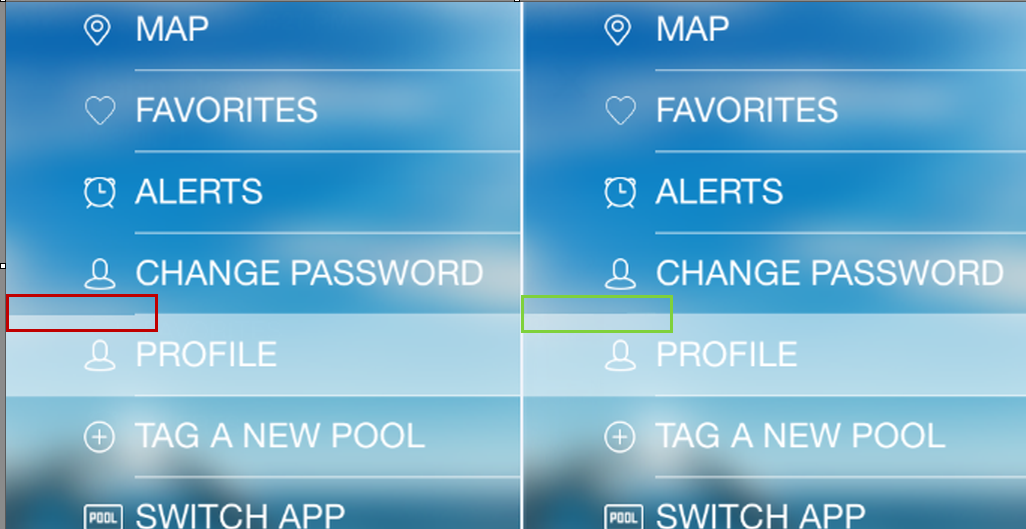 MAP
FAVORITES
ALERTS
CHANGE PASSWORD
PROFILE
TAG A NEW POOL
POOL SWITCH APP
MAP
FAVORITES
ALERTS
CHANGE PASSWORD
PROFILE
TAG A NEW POOL
POOL SWITCH APP